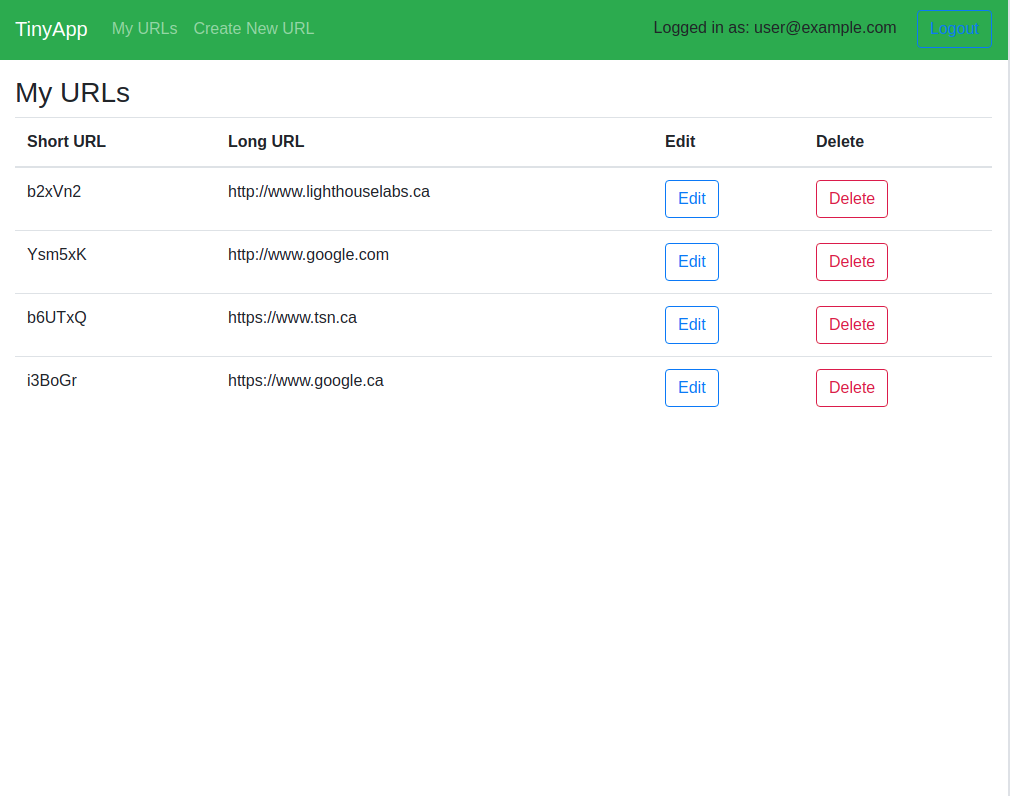 TinyApp My URLs Create New URL Logged in as: user@example.com Logout
My URLs
Short URL Long URL Edit Delete
b2xVn2 http://www.lighthouselabs.ca Edit Delete
Ysm5xK http://www.google.com Edit Delete
b6UTxQ https://www.tsn.ca Edit Delete
i3BoGr https://www.google.ca Edit Delete